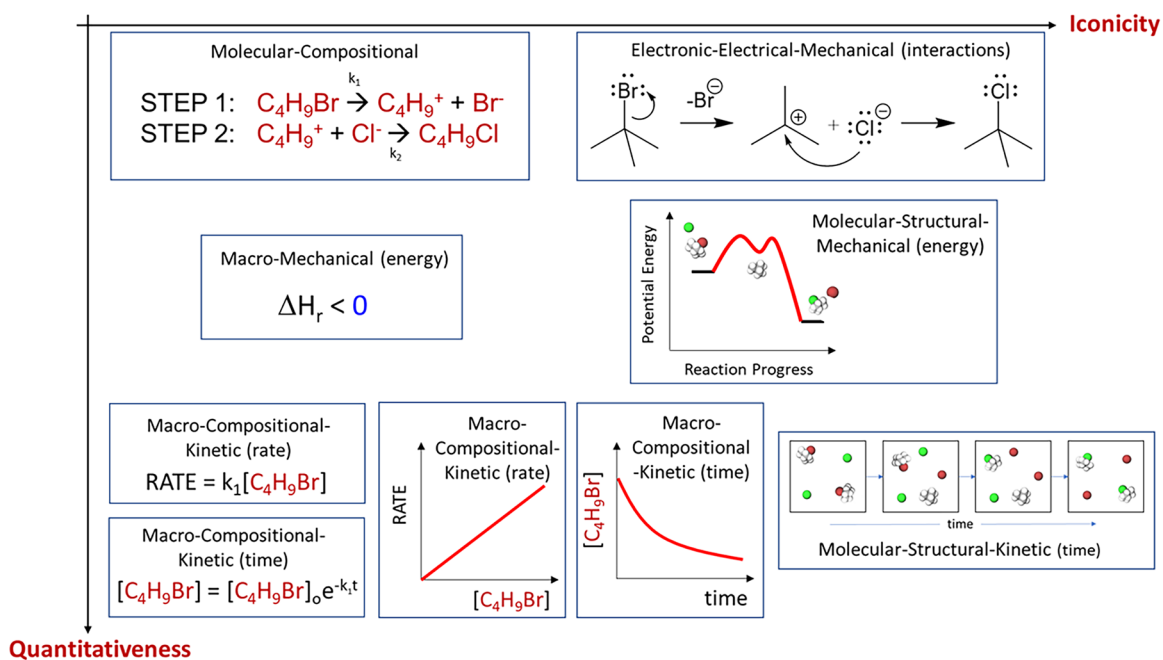 Iconicity
Molecular-Compositional
k₁
STEP 1: C₄H₉Br → C₄H₉⁺ + Br⁻
STEP 2: C₄H₉⁺ + Cl⁻ → C₄H₉Cl
k₂
Electronic-Electrical-Mechanical (interactions)
:Br: -Br⊖ ⊕ + :Cl:⊖ :Cl:
Macro-Mechanical (energy)
ΔHᵣ < 0
Molecular-Structural-
Mechanical (energy)
Potential Energy
Reaction Progress
Macro-Compositional-
Kinetic (rate)
RATE = k₁[C₄H₉Br]
Macro-Compositional-
Kinetic (time)
[C₄H₉Br] = [C₄H₉Br]ₒe⁻ᵏ¹ᵗ
Macro-
Compositional-
Kinetic (rate)
RATE
[C₄H₉Br]
Macro-
Compositional
-Kinetic (time)
[C₄H₉Br]
time
time
Molecular-Structural-Kinetic (time)
Quantitativeness